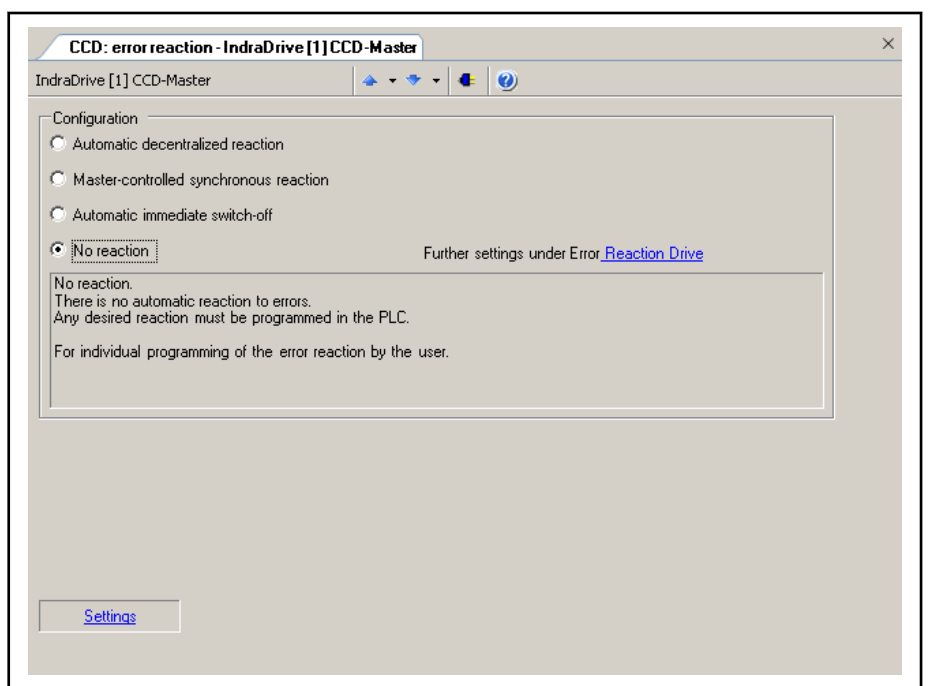 CCD: error reaction - IndraDrive [1] CCD-Master
IndraDrive [1] CCD-Master
Configuration
Automatic decentralized reaction
Master-controlled synchronous reaction
Automatic immediate switch-off
No reaction
Further settings under Error Reaction Drive
No reaction.
There is no automatic reaction to errors.
Any desired reaction must be programmed in the PLC.
For individual programming of the error reaction by the user.
Settings